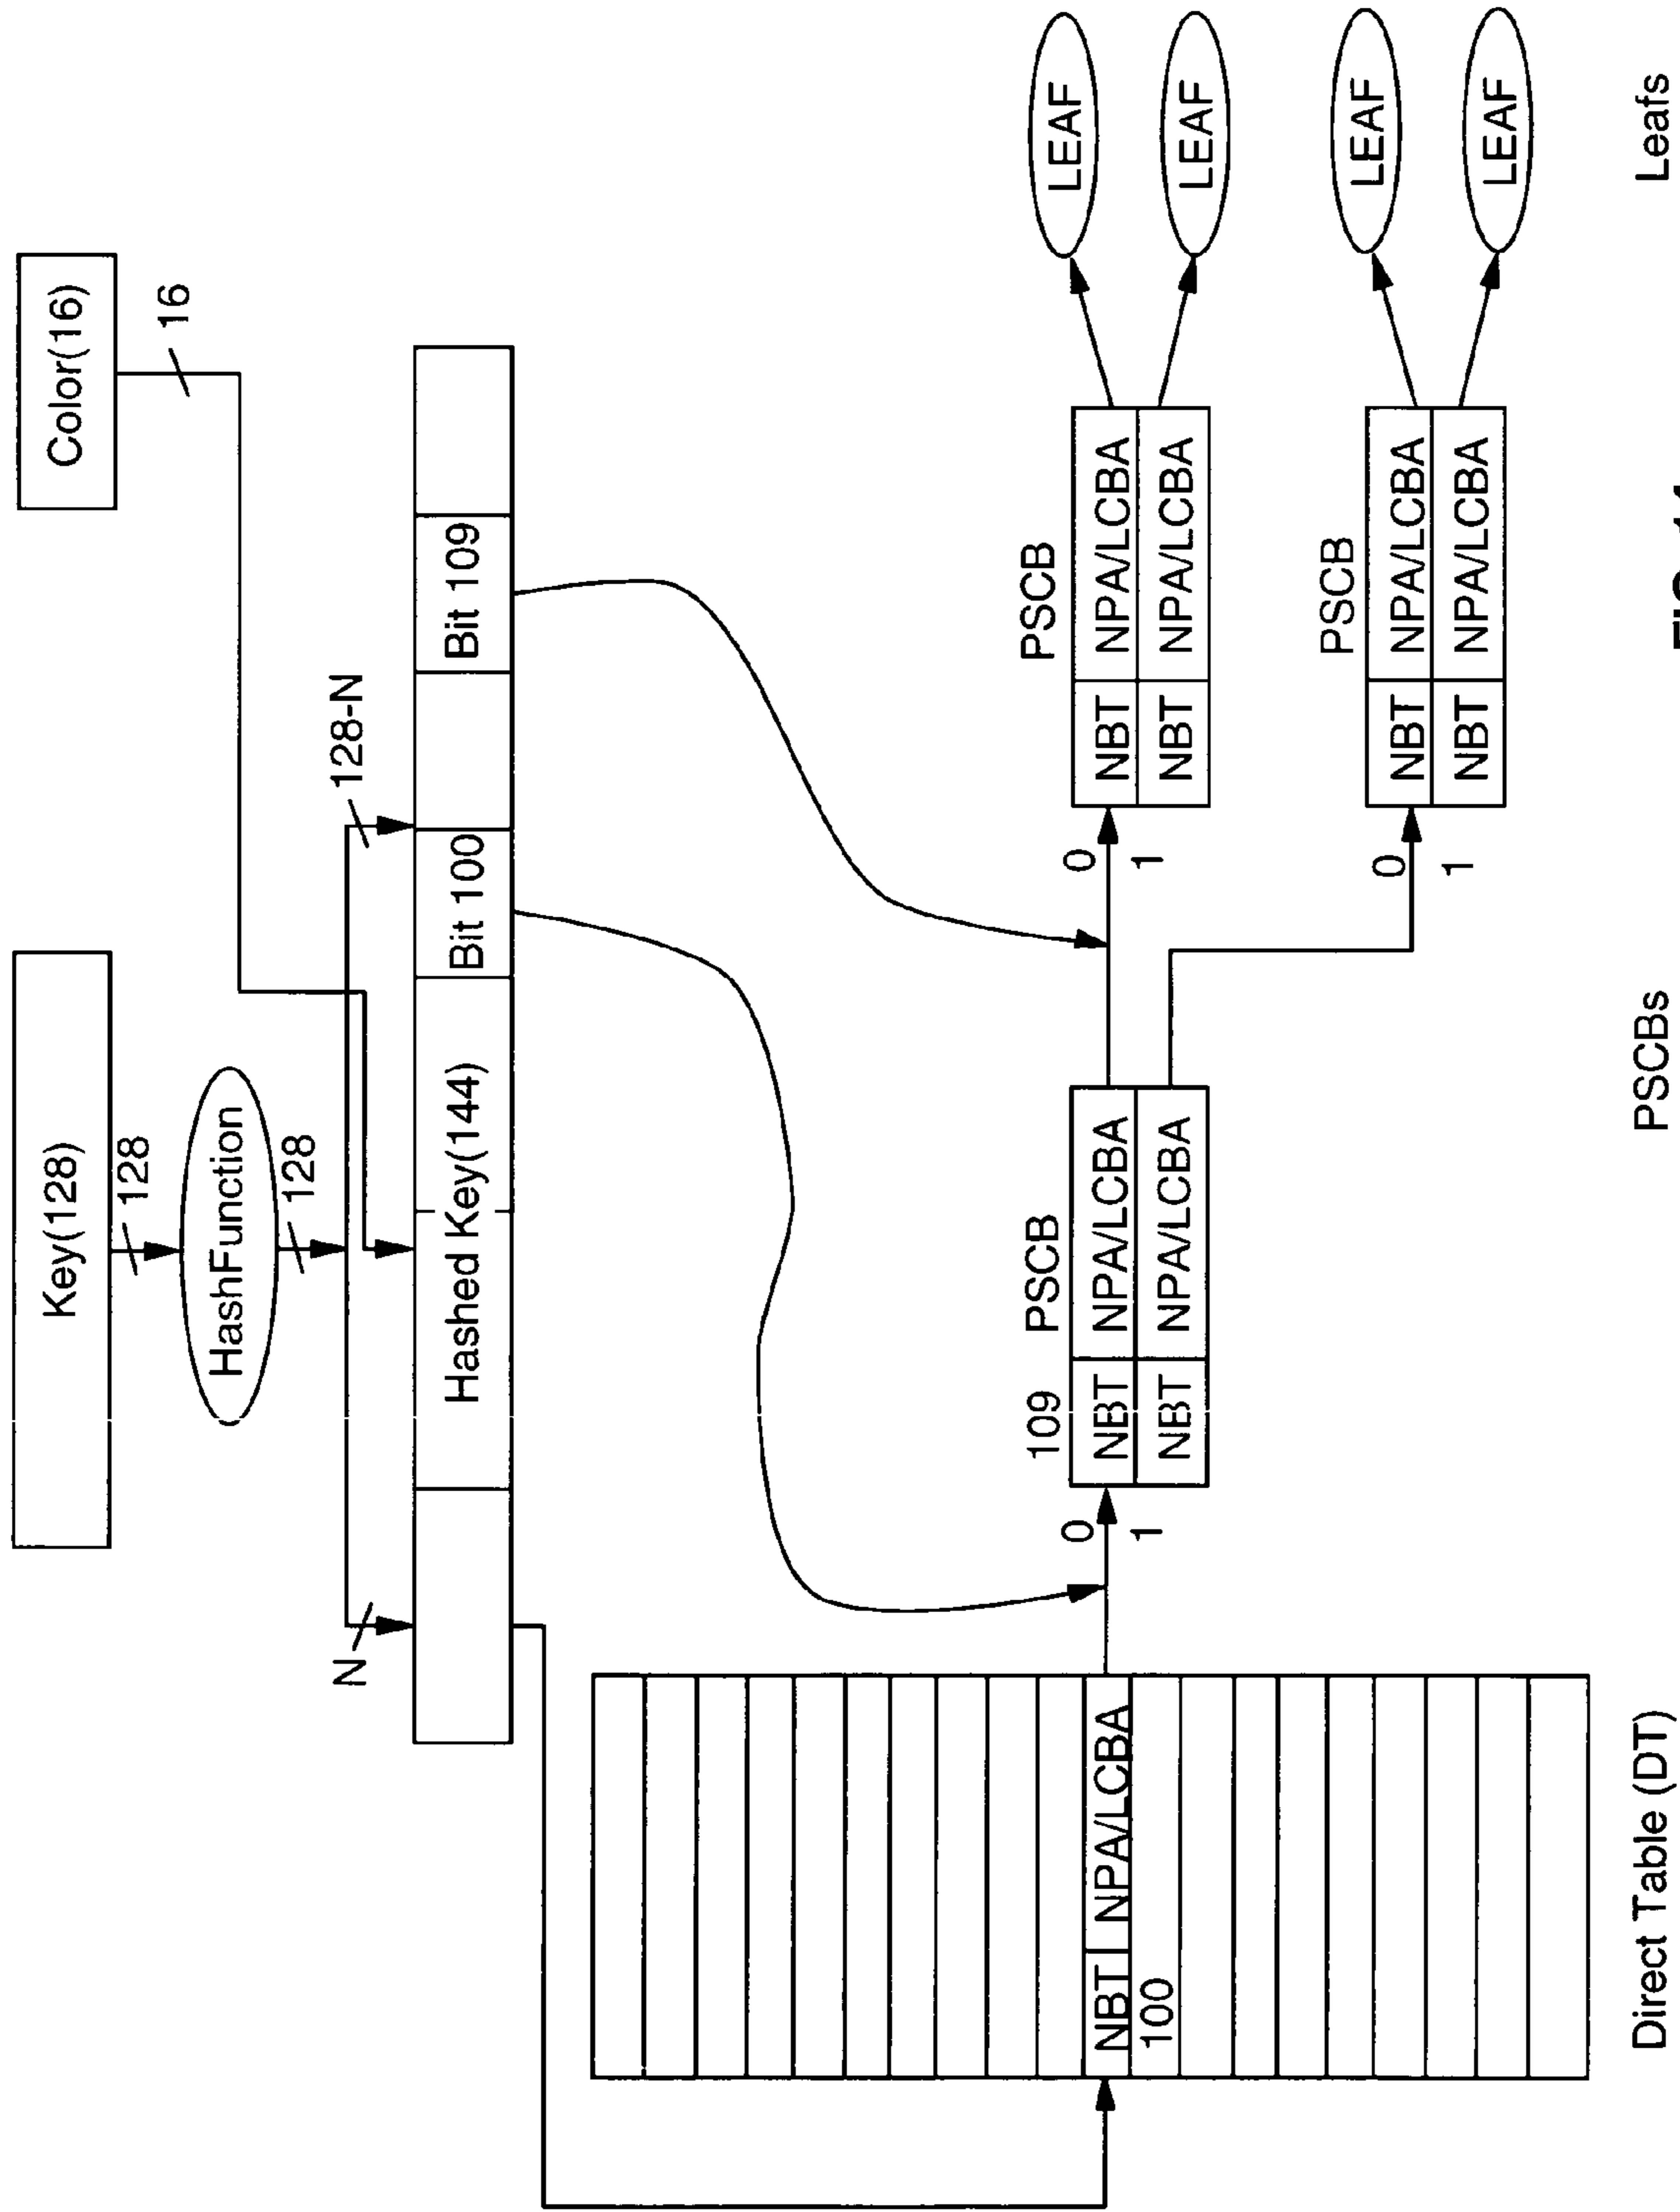 Key(128)
Color(16)
128
16
HashFunction
128
N
128-N
Hashed Key(144)
Bit 100
Bit 109
109
PSCB
PSCB
0
NBT
NPA/LCBA
0
NBT
NPA/LCBA
0
NBT
NPA/LCBA
LEAF
1
NBT
NPA/LCBA
1
NBT
NPA/LCBA
LEAF
100
1
PSCB
NBT
NPA/LCBA
LEAF
NBT
NPA/LCBA
LEAF
Direct Table (DT)
PSCBs
Leafs